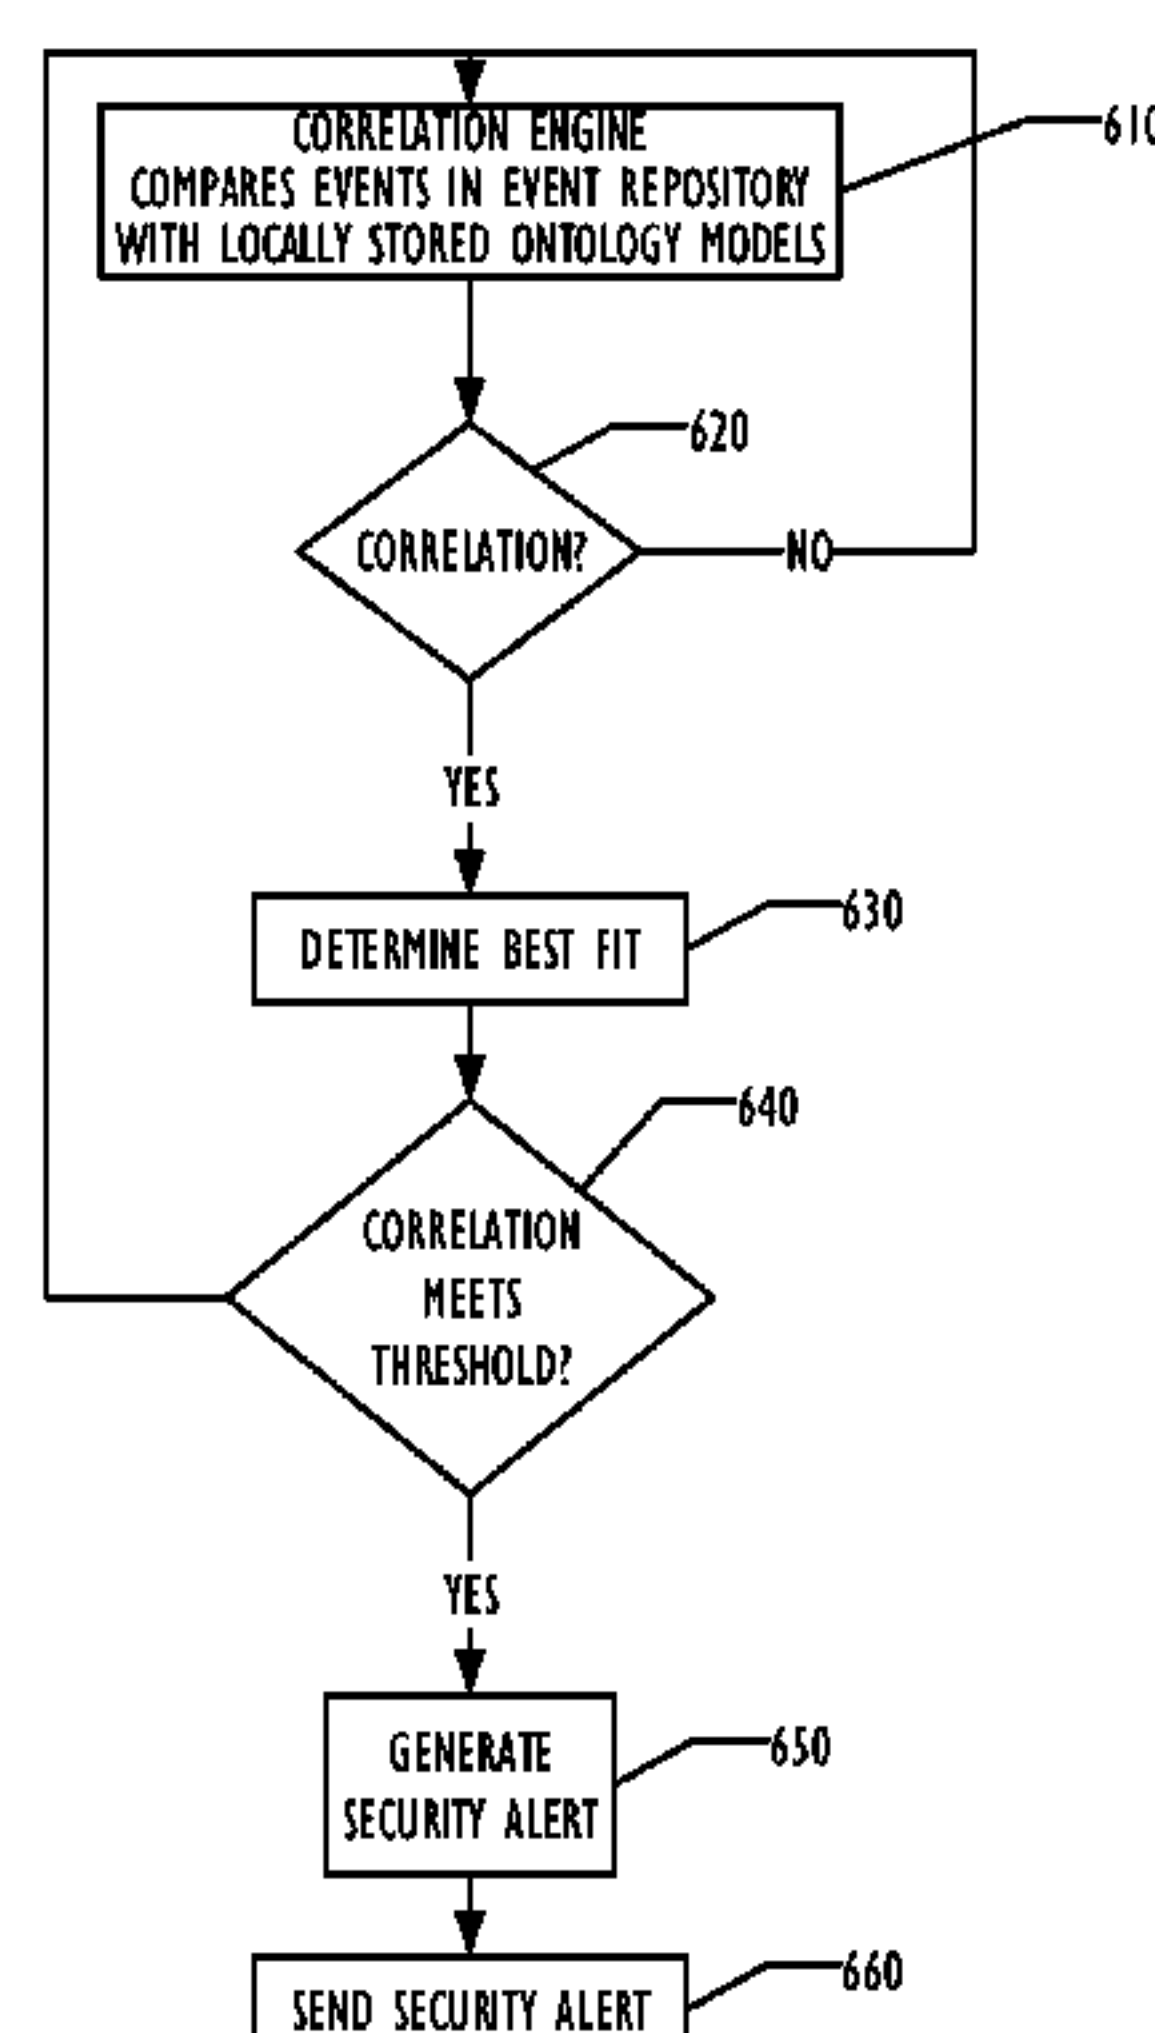 CORRELATION ENGINE
COMPARES EVENTS IN EVENT REPOSITORY
WITH LOCALLY STORED ONTOLOGY MODELS
610
620
CORRELATION?
NO
YES
630
DETERMINE BEST FIT
640
CORRELATION
MEETS
THRESHOLD?
YES
GENERATE
SECURITY ALERT
650
660
SEND SECURITY ALERT